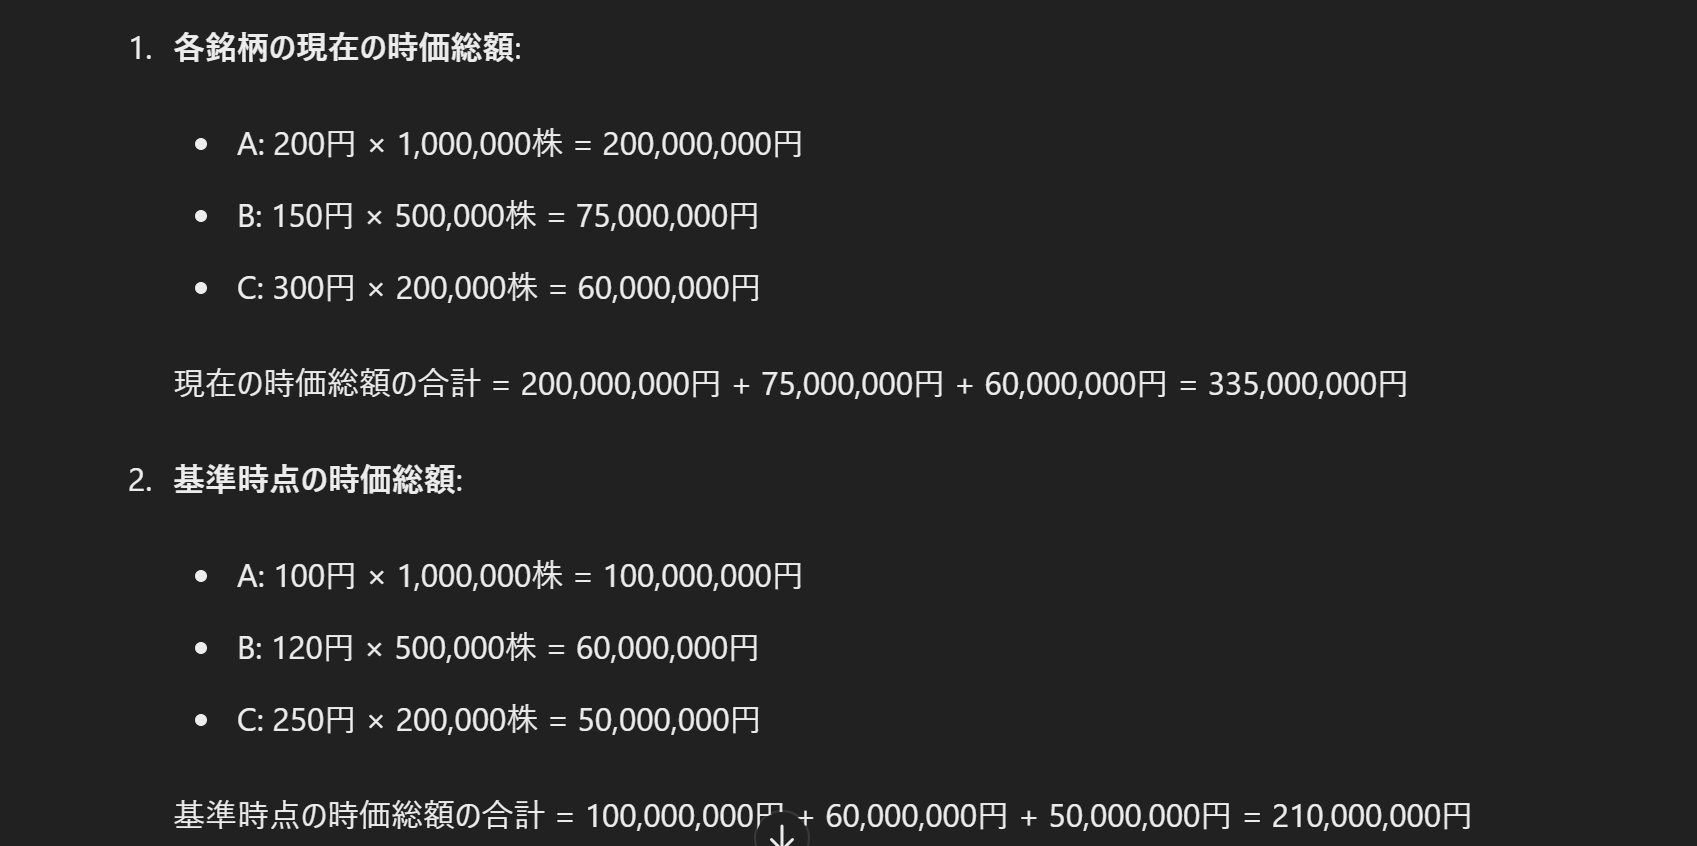 1. 各銘柄の現在の時価総額:
• A: 200円 × 1,000,000株 = 200,000,000円
• B: 150円 × 500,000株 = 75,000,000円
• C: 300円 × 200,000株 = 60,000,000円
現在の時価総額の合計 = 200,000,000円 + 75,000,000円 + 60,000,000円 = 335,000,000円
2. 基準時点の時価総額:
• A: 100円 × 1,000,000株 = 100,000,000円
• B: 120円 × 500,000株 = 60,000,000円
• C: 250円 × 200,000株 = 50,000,000円
基準時点の時価総額の合計 = 100,000,000円 + 60,000,000円 + 50,000,000円 = 210,000,000円